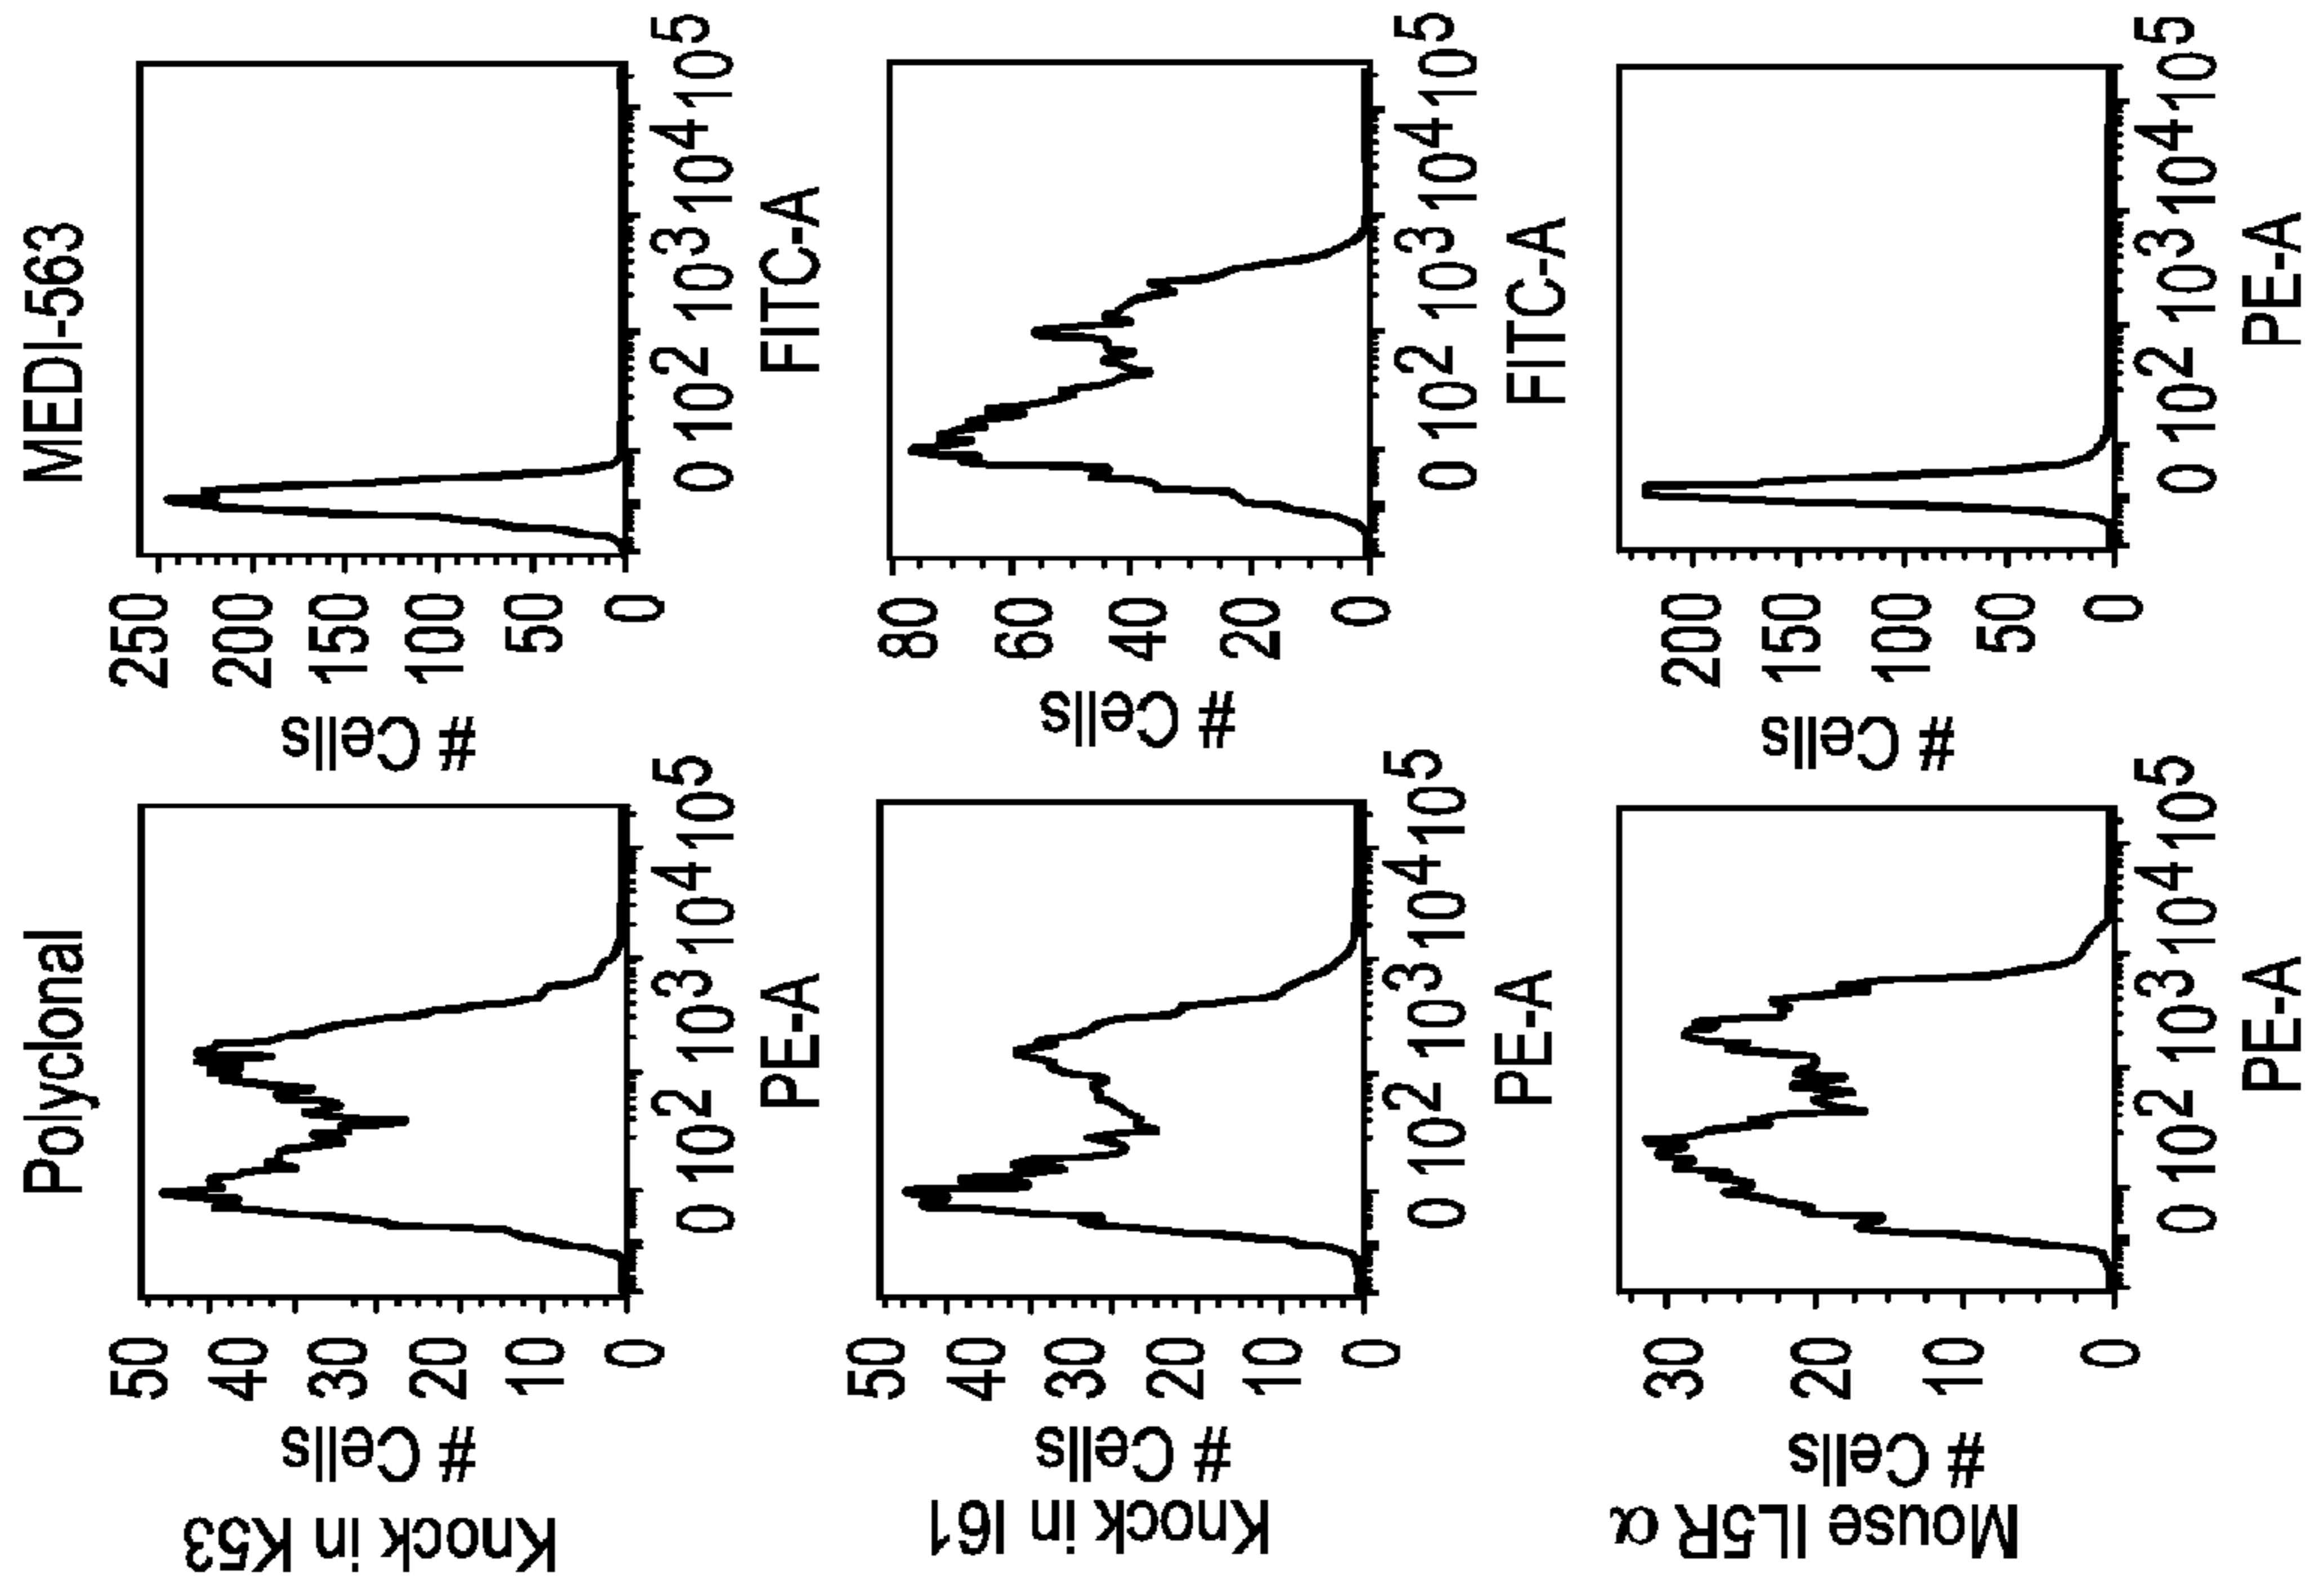 Polyclonal
MEDI-563
Knock in K53
# Cells
50
40
30
20
10
0
0 10² 10³ 10⁴ 10⁵
PE-A
# Cells
250
200
150
100
50
0
0 10² 10³ 10⁴ 10⁵
FITC-A
Knock in I61
# Cells
50
40
30
20
10
0
0 10² 10³ 10⁴ 10⁵
PE-A
# Cells
80
60
40
20
0
0 10² 10³ 10⁴ 10⁵
FITC-A
Mouse IL5R α
# Cells
30
20
10
0
0 10² 10³ 10⁴ 10⁵
PE-A
# Cells
200
150
100
50
0
0 10² 10³ 10⁴ 10⁵
PE-A